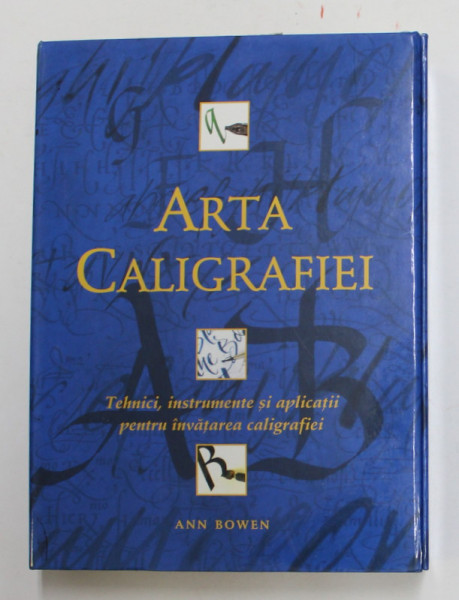 ARTA
CALIGRAFIEI
Tehnici, instrumente și aplicații
pentru învățarea caligrafiei
R
ANN BOWEN